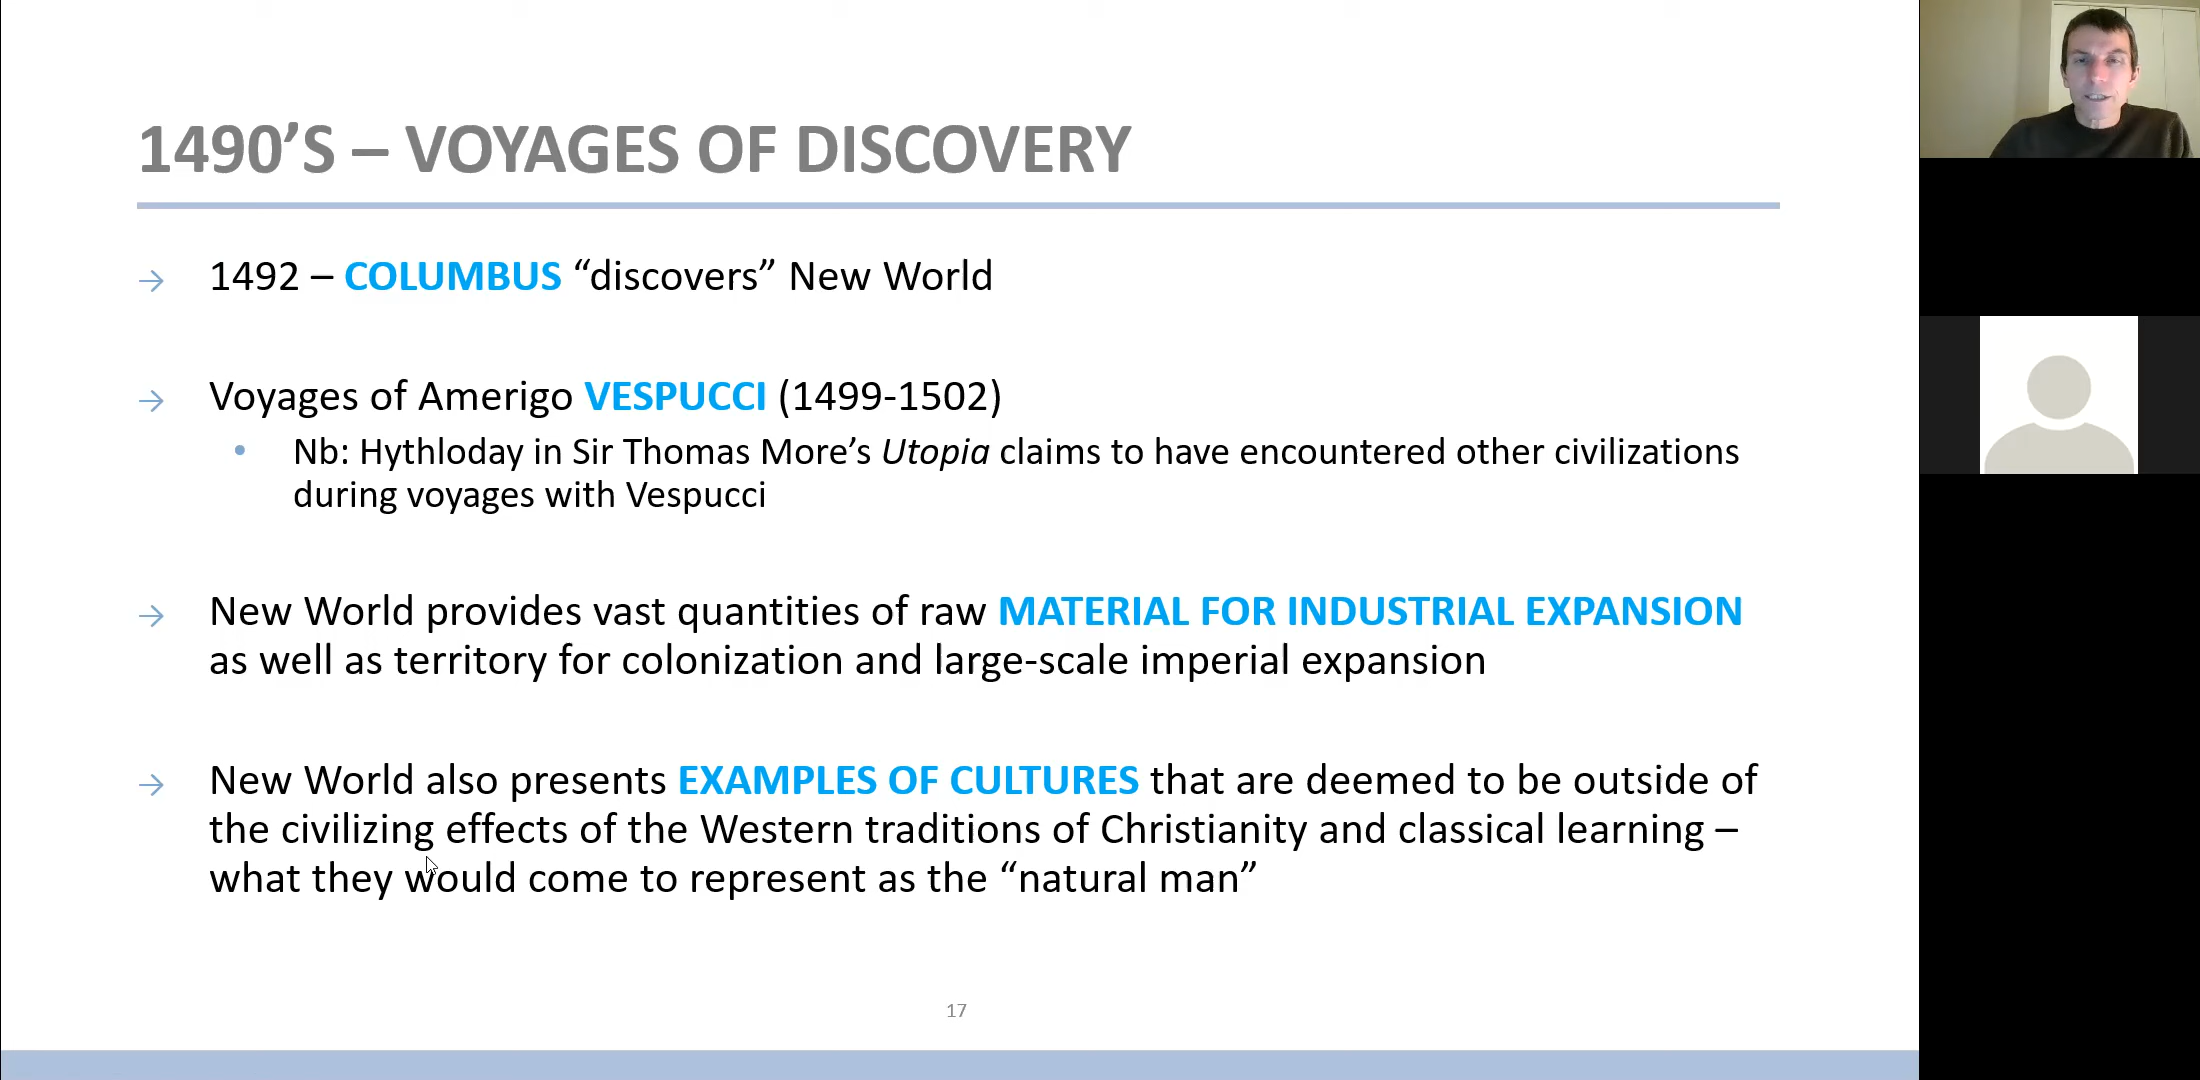 1490’S – VOYAGES OF DISCOVERY
1492 – COLUMBUS “discovers” New World
Voyages of Amerigo VESPUCCI (1499-1502)
Nb: Hythloday in Sir Thomas More’s Utopia claims to have encountered other civilizations
during voyages with Vespucci
New World provides vast quantities of raw MATERIAL FOR INDUSTRIAL EXPANSION
as well as territory for colonization and large-scale imperial expansion
New World also presents EXAMPLES OF CULTURES that are deemed to be outside of
the civilizing effects of the Western traditions of Christianity and classical learning –
what they would come to represent as the “natural man”
17